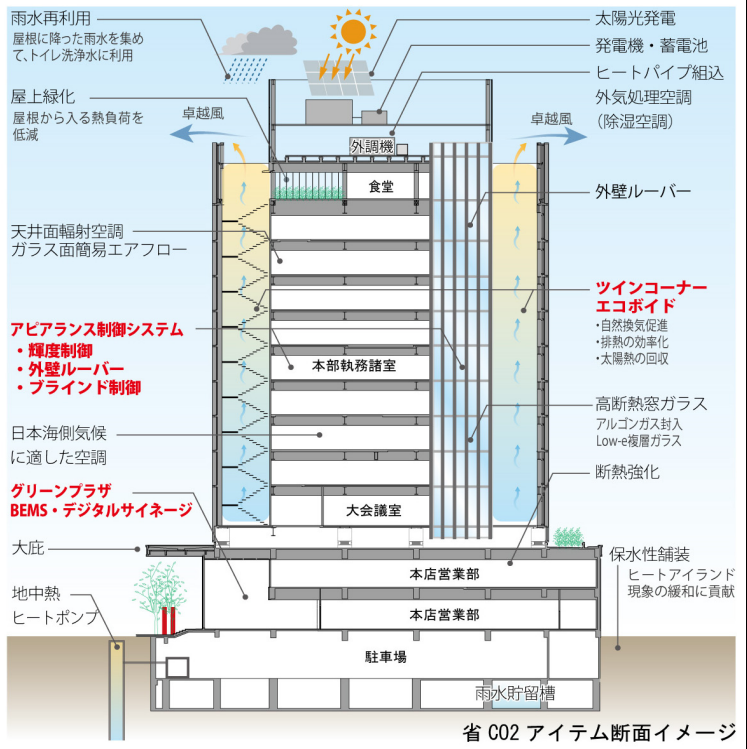 雨水再利用
屋根に降った雨水を集め
て、トイレ洗浄水に利用
太陽光発電
発電機・蓄電池
ヒートパイプ組込
外気処理空調
（除湿空調）
屋上緑化
屋根から入る熱負荷を
低減
卓越風
卓越風
外調機
食堂
外壁ルーバー
天井面輻射空調
ガラス面簡易エアフロー
ツインコーナー
エコボイド
・自然換気促進
・排熱の効率化
・太陽熱の回収
アピアランス制御システム
・輝度制御
・外壁ルーバー
・ブラインド制御
本部執務諸室
高断熱窓ガラス
アルゴンガス封入
Low-e複層ガラス
日本海側気候
に適した空調
断熱強化
グリーンプラザ
BEMS・デジタルサイネージ
大会議室
大庇
本店営業部
保水性舗装
ヒートアイランド
現象の緩和に貢献
地中熱
ヒートポンプ
本店営業部
駐車場
雨水貯留槽
省 CO2 アイテム断面イメージ